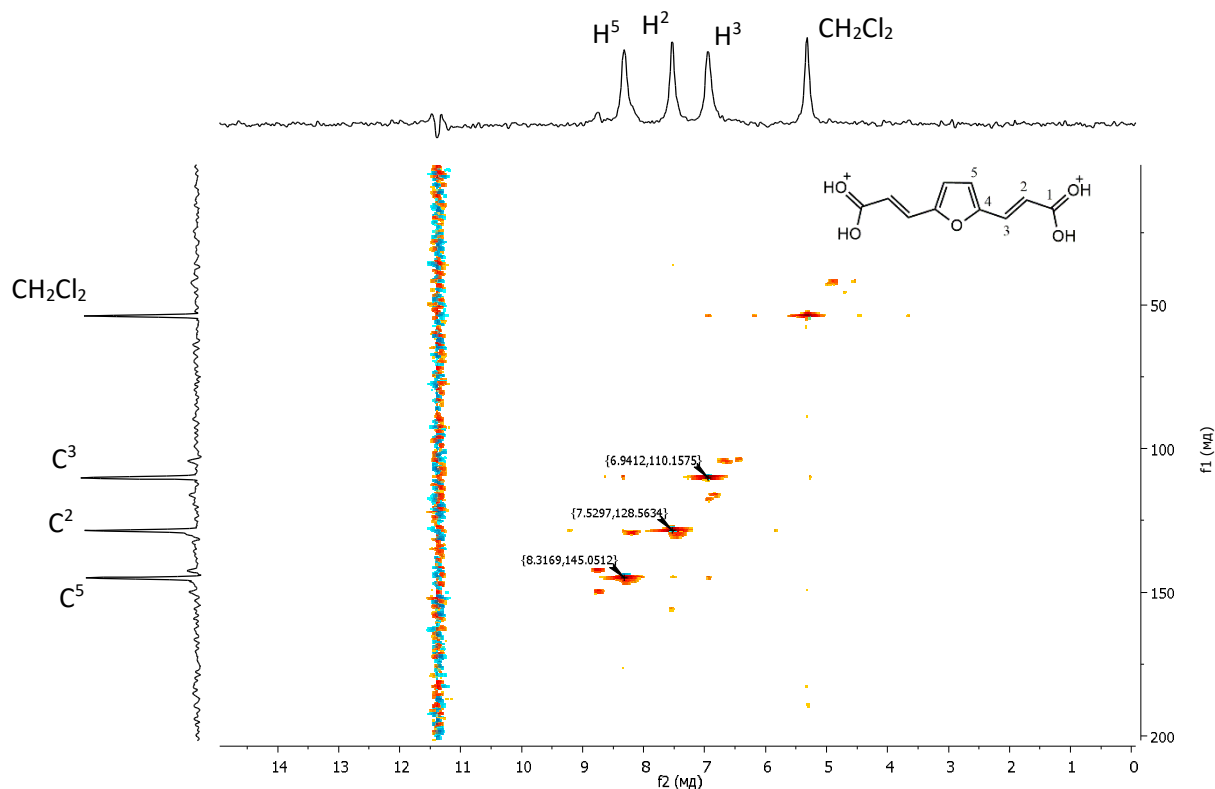 H⁵ H² H³ CH₂Cl₂
14 13 12 11 10 9 8 7 6 5 4 3 2 1 0
f2 (мд)
50
100
150
200
f1 (мд)
CH₂Cl₂
C³
C²
C⁵
{6.9412,110.1575}
{7.5297,128.5634}
{8.3169,145.0512}
HO⁺ HO 5 4 O 3 2 1 OH⁺ OH